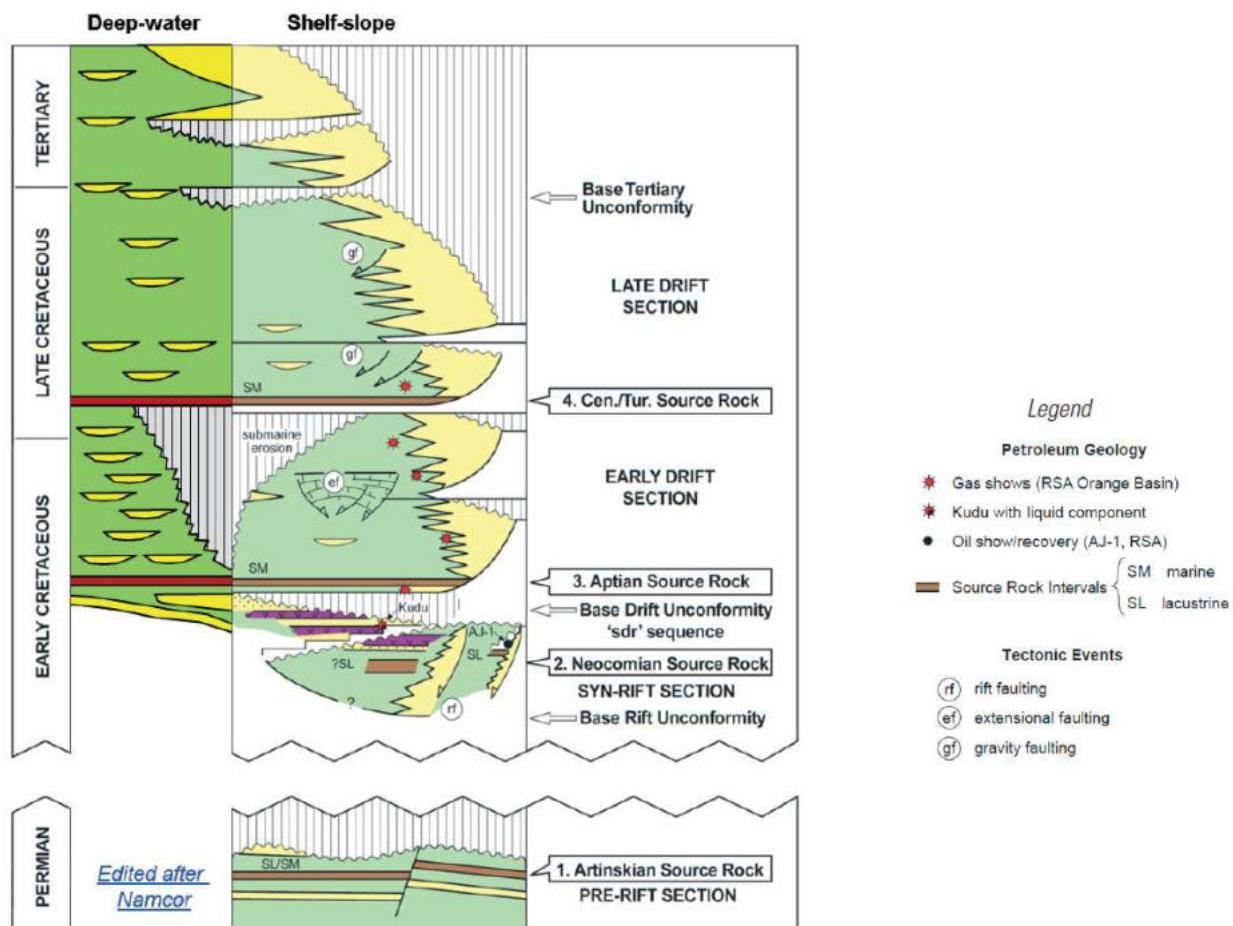 Deep-water
Shelf-slope
TERTIARY
LATE CRETACEOUS
EARLY CRETACEOUS
PERMIAN
gf
gf
SM
submarine
erosion
ef
SM
Kudu
AJ-1
?SL
SL
?
rf
SL/SM
Edited after
Namcor
Base Tertiary
Unconformity
LATE DRIFT
SECTION
4. Cen./Tur. Source Rock
EARLY DRIFT
SECTION
3. Aptian Source Rock
Base Drift Unconformity
'sdr' sequence
2. Neocomian Source Rock
SYN-RIFT SECTION
Base Rift Unconformity
1. Artinskian Source Rock
PRE-RIFT SECTION
Legend
Petroleum Geology
Gas shows (RSA Orange Basin)
Kudu with liquid component
Oil show/recovery (AJ-1, RSA)
Source Rock Intervals
SM marine
SL lacustrine
Tectonic Events
rf rift faulting
ef extensional faulting
gf gravity faulting